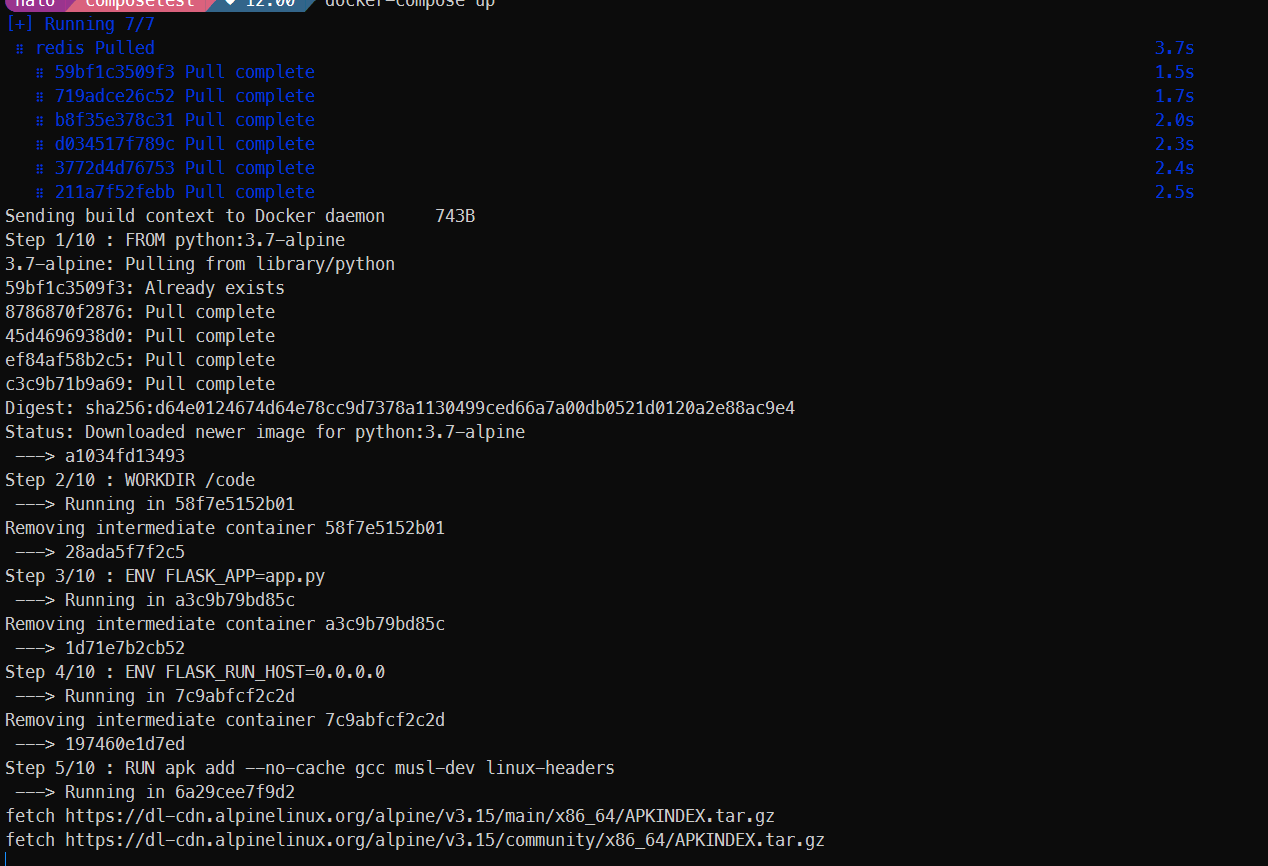 halo composetest 12:00 docker-compose up
[+] Running 7/7
⠿ redis Pulled 3.7s
⠿ 59bf1c3509f3 Pull complete 1.5s
⠿ 719adce26c52 Pull complete 1.7s
⠿ b8f35e378c31 Pull complete 2.0s
⠿ d034517f789c Pull complete 2.3s
⠿ 3772d4d76753 Pull complete 2.4s
⠿ 211a7f52febb Pull complete 2.5s
Sending build context to Docker daemon 743B
Step 1/10 : FROM python:3.7-alpine
3.7-alpine: Pulling from library/python
59bf1c3509f3: Already exists
8786870f2876: Pull complete
45d4696938d0: Pull complete
ef84af58b2c5: Pull complete
c3c9b71b9a69: Pull complete
Digest: sha256:d64e0124674d64e78cc9d7378a1130499ced66a7a00db0521d0120a2e88ac9e4
Status: Downloaded newer image for python:3.7-alpine
---> a1034fd13493
Step 2/10 : WORKDIR /code
---> Running in 58f7e5152b01
Removing intermediate container 58f7e5152b01
---> 28ada5f7f2c5
Step 3/10 : ENV FLASK_APP=app.py
---> Running in a3c9b79bd85c
Removing intermediate container a3c9b79bd85c
---> 1d71e7b2cb52
Step 4/10 : ENV FLASK_RUN_HOST=0.0.0.0
---> Running in 7c9abfcf2c2d
Removing intermediate container 7c9abfcf2c2d
---> 197460e1d7ed
Step 5/10 : RUN apk add --no-cache gcc musl-dev linux-headers
---> Running in 6a29cee7f9d2
fetch https://dl-cdn.alpinelinux.org/alpine/v3.15/main/x86_64/APKINDEX.tar.gz
fetch https://dl-cdn.alpinelinux.org/alpine/v3.15/community/x86_64/APKINDEX.tar.gz